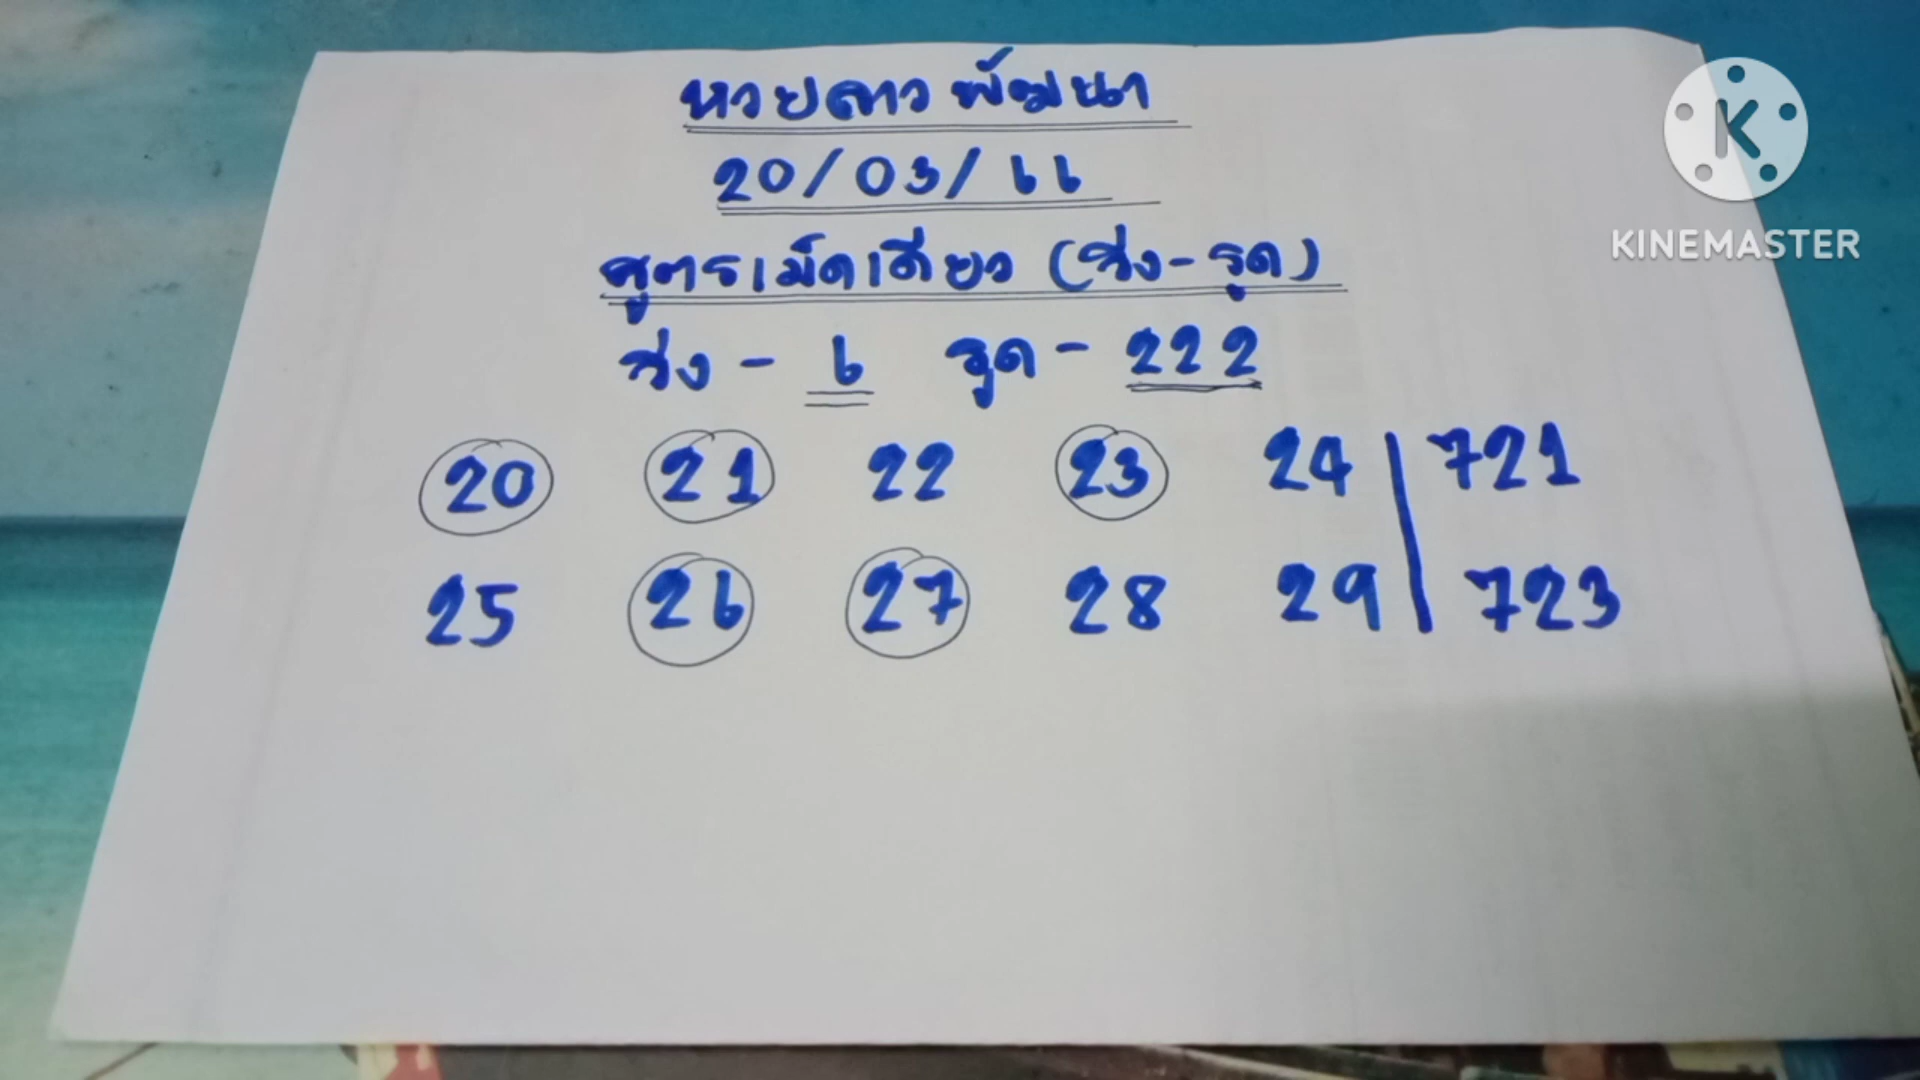 หวยลาวพัฒนา
20/03/66
K
KINEMASTER
สูตรเม็ดเดียว (วิ่ง-รูด)
วิ่ง - 6 รูด - 222
20 21 22 23 24 721
25 26 27 28 29 723